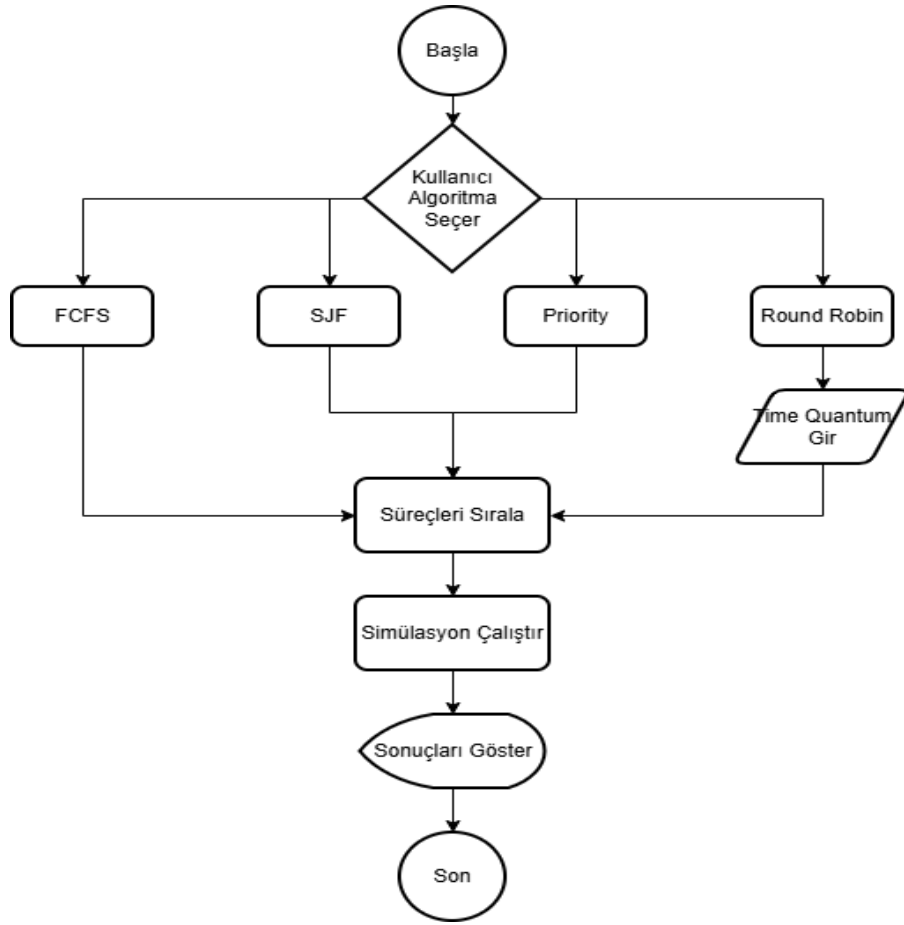 Başla
Kullanıcı
Algoritma
Seçer
FCFS
SJF
Priority
Round Robin
Time Quantum
Gir
Süreçleri Sırala
Simülasyon Çalıştır
Sonuçları Göster
Son